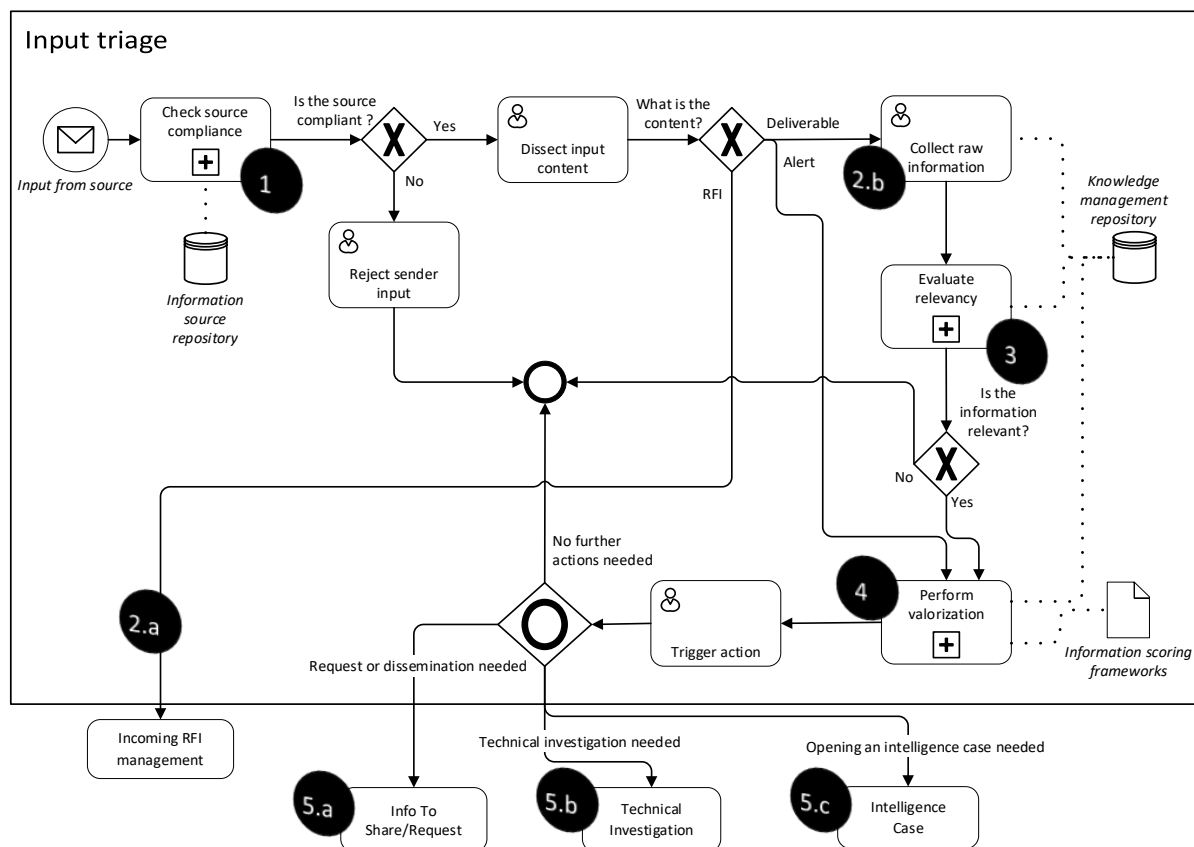 Input triage
Input from source
Check source
compliance
1
Information
source
repository
Is the source
compliant ?
Yes
No
Reject sender
input
Dissect input
content
What is the
content?
Deliverable
Alert
RFI
Collect raw
information
2.b
Knowledge
management
repository
Evaluate
relevancy
3
Is the
information
relevant?
No
Yes
Perform
valorization
4
Information scoring
frameworks
Trigger action
No further
actions needed
2.a
Request or dissemination needed
Technical investigation needed
Opening an intelligence case needed
Incoming RFI
management
5.a
Info To
Share/Request
5.b
Technical
Investigation
5.c
Intelligence
Case